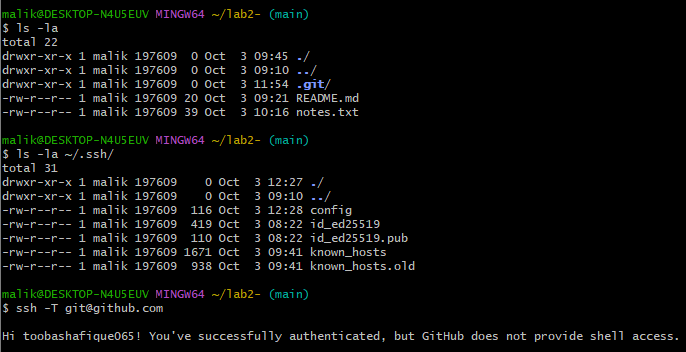 malik@DESKTOP-N4U5EUV MINGW64 ~/lab2- (main)
$ ls -la
total 22
drwxr-xr-x 1 malik 197609  0 Oct  3 09:45 ./
drwxr-xr-x 1 malik 197609  0 Oct  3 09:10 ../
drwxr-xr-x 1 malik 197609  0 Oct  3 11:54 .git/
-rw-r--r-- 1 malik 197609 20 Oct  3 09:21 README.md
-rw-r--r-- 1 malik 197609 39 Oct  3 10:16 notes.txt
malik@DESKTOP-N4U5EUV MINGW64 ~/lab2- (main)
$ ls -la ~/.ssh/
total 31
drwxr-xr-x 1 malik 197609    0 Oct  3 12:27 ./
drwxr-xr-x 1 malik 197609    0 Oct  3 09:10 ../
-rw-r--r-- 1 malik 197609  116 Oct  3 12:28 config
-rw-r--r-- 1 malik 197609  419 Oct  3 08:22 id_ed25519
-rw-r--r-- 1 malik 197609  110 Oct  3 08:22 id_ed25519.pub
-rw-r--r-- 1 malik 197609 1671 Oct  3 09:41 known_hosts
-rw-r--r-- 1 malik 197609  938 Oct  3 09:41 known_hosts.old
malik@DESKTOP-N4U5EUV MINGW64 ~/lab2- (main)
$ ssh -T git@github.com
Hi toobashafique065! You've successfully authenticated, but GitHub does not provide shell access.